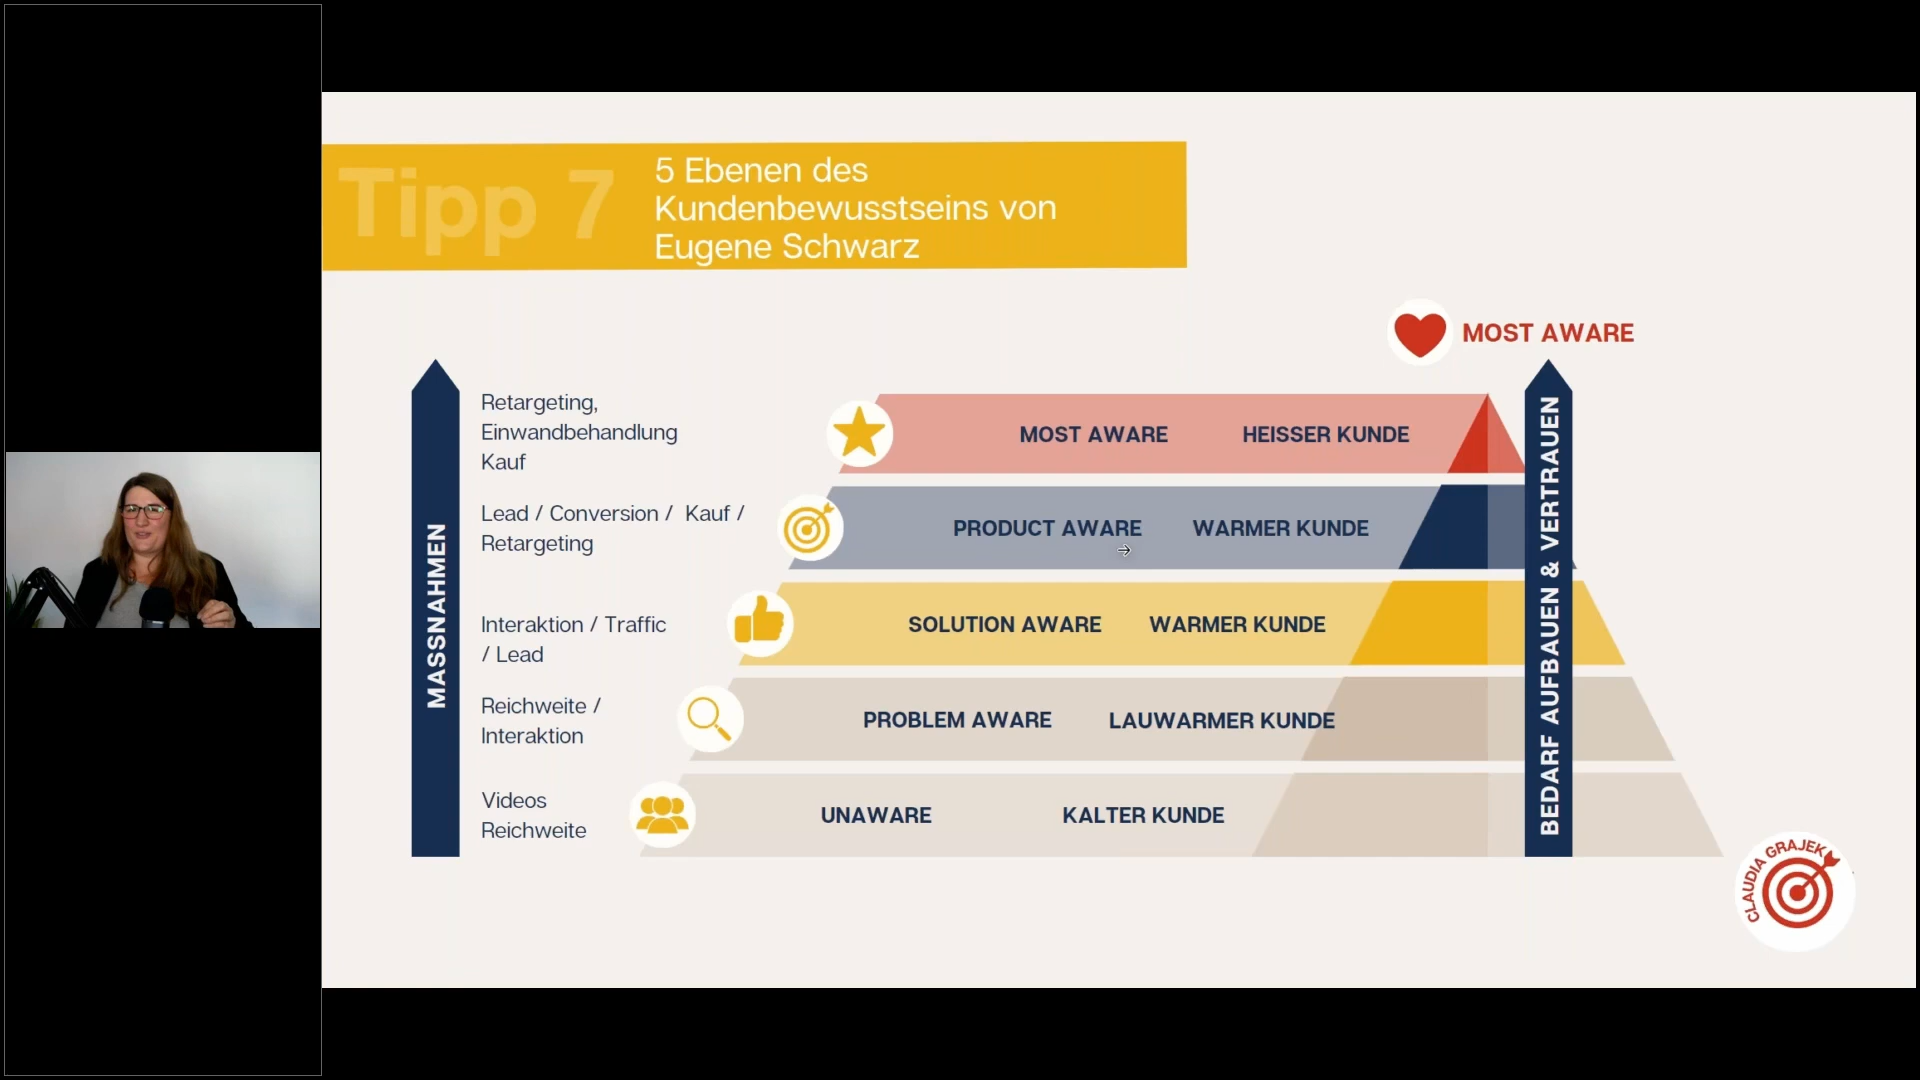 Tipp 7
5 Ebenen des
Kundenbewusstseins von
Eugene Schwarz
MOST AWARE
MASSNAHMEN
Retargeting,
Einwandbehandlung
Kauf
MOST AWARE HEISSER KUNDE
Lead / Conversion / Kauf /
Retargeting
PRODUCT AWARE WARMER KUNDE
Interaktion / Traffic
/ Lead
SOLUTION AWARE WARMER KUNDE
Reichweite /
Interaktion
PROBLEM AWARE LAUWARMER KUNDE
Videos
Reichweite
UNAWARE KALTER KUNDE
BEDARF AUFBAUEN & VERTRAUEN
CLAUDIA GRAJEK